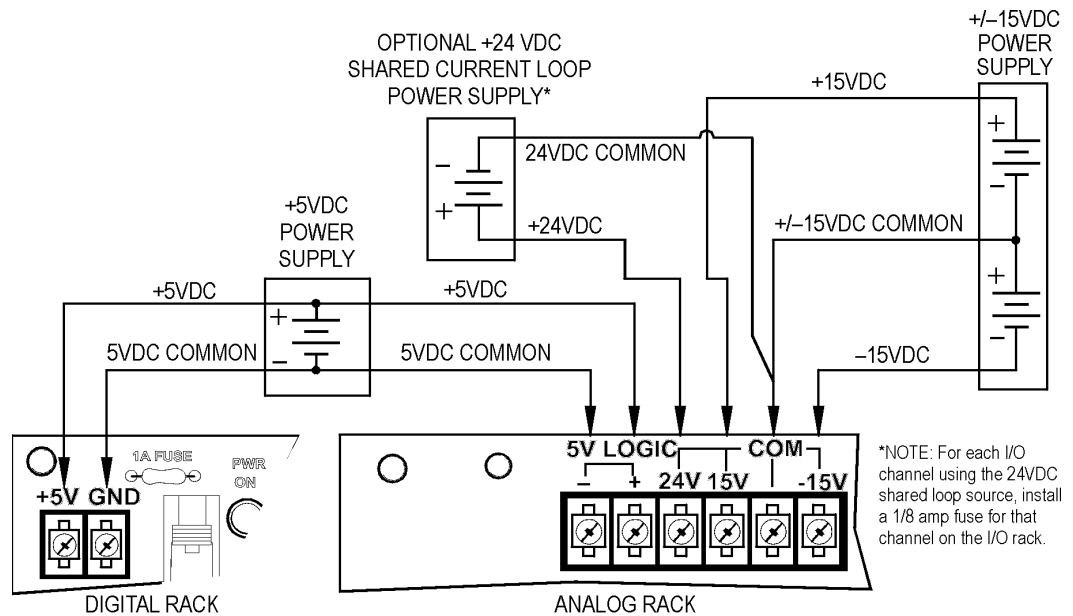 +/–15VDC
POWER
SUPPLY
OPTIONAL +24 VDC
SHARED CURRENT LOOP
POWER SUPPLY*
+15VDC
+
–
24VDC COMMON
–
+
+24VDC
+/–15VDC COMMON
+
–
–15VDC
+5VDC
POWER
SUPPLY
+5VDC
+
+5VDC
5VDC COMMON
–
5VDC COMMON
1A FUSE
PWR
ON
+5V GND
DIGITAL RACK
5V LOGIC
COM
– + 24V 15V -15V
ANALOG RACK
*NOTE: For each I/O
channel using the 24VDC
shared loop source, install
a 1/8 amp fuse for that
channel on the I/O rack.